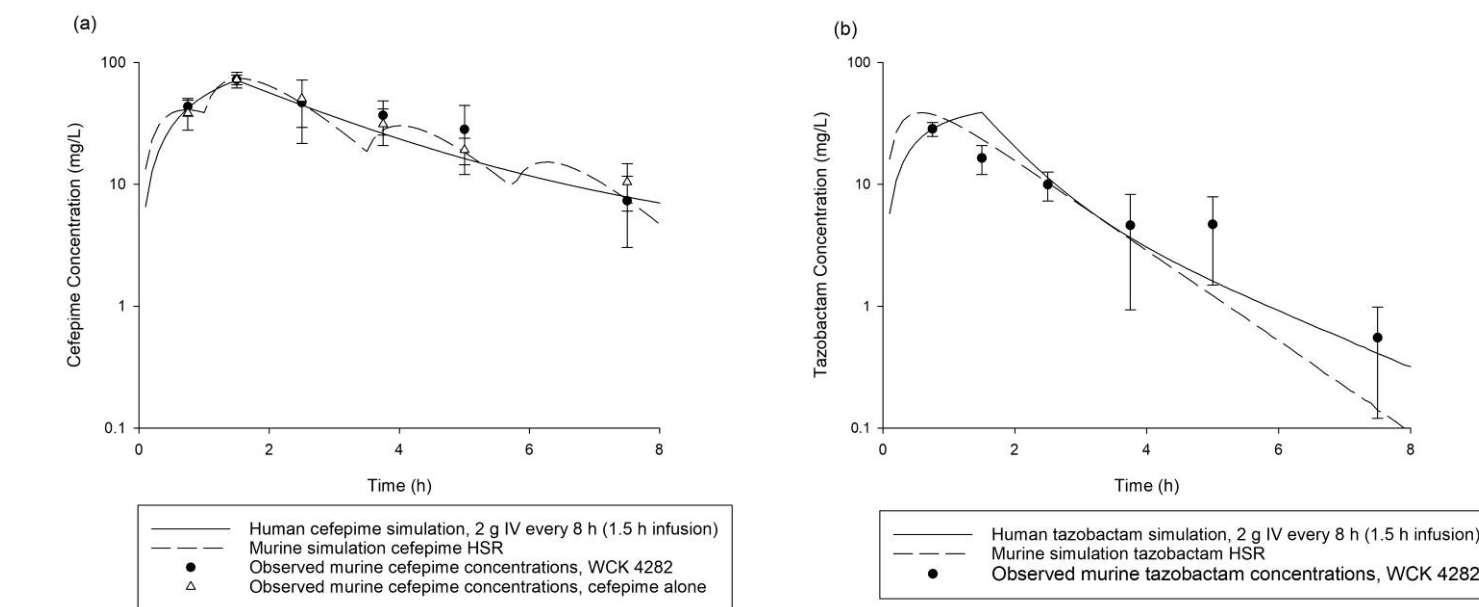 (a)
Cefepime Concentration (mg/L)
100
10
1
0.1
0 2 4 6 8
Time (h)
Human cefepime simulation, 2 g IV every 8 h (1.5 h infusion)
Murine simulation cefepime HSR
Observed murine cefepime concentrations, WCK 4282
Observed murine cefepime concentrations, cefepime alone
(b)
Tazobactam Concentration (mg/L)
100
10
1
0.1
0 2 4 6 8
Time (h)
Human tazobactam simulation, 2 g IV every 8 h (1.5 h infusion)
Murine simulation tazobactam HSR
Observed murine tazobactam concentrations, WCK 4282